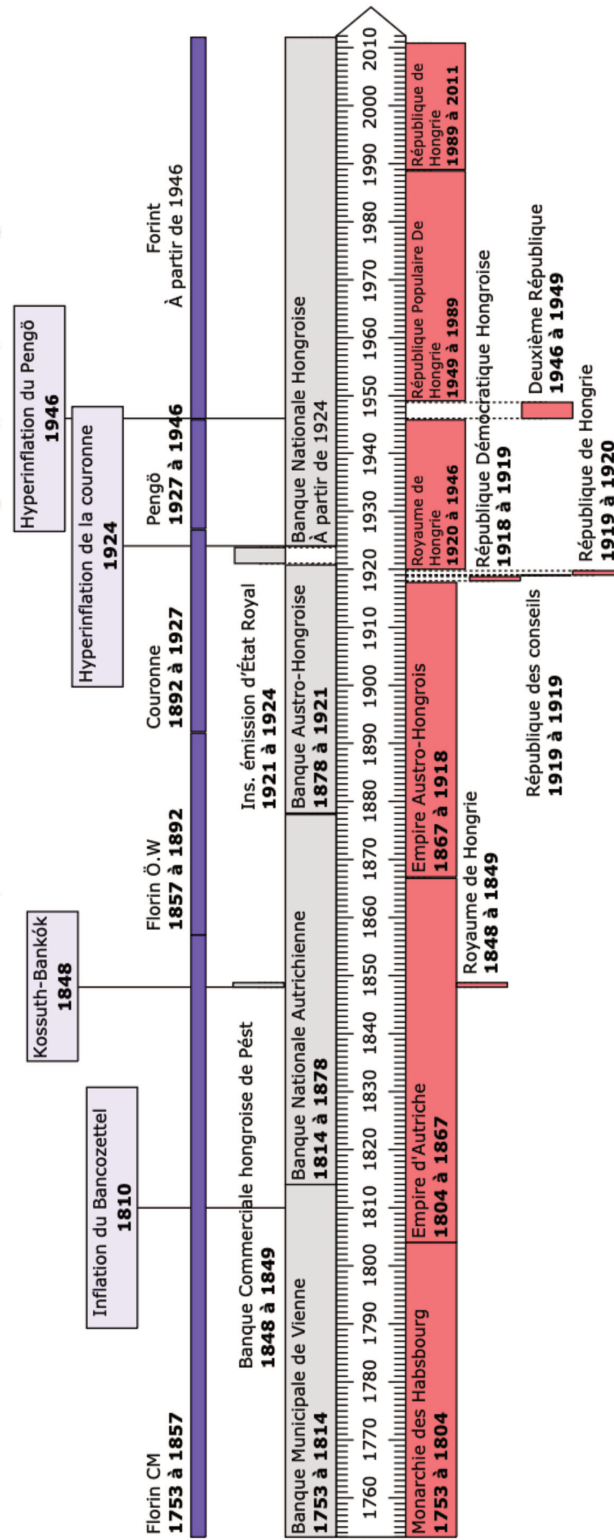 Hyperinflation du Pengö
1946
Hyperinflation de la couronne
1924
Kossuth-Bankók
1848
Inflation du Bancozettel
1810
Florin CM
1753 à 1857
Florin Ö.W
1857 à 1892
Couronne
1892 à 1927
Pengö
1927 à 1946
Forint
À partir de 1946
Banque Commerciale hongroise de Pést
1848 à 1849
Ins. émission d'État Royal
1921 à 1924
Banque Municipale de Vienne
1753 à 1814
Banque Nationale Autrichienne
1814 à 1878
Banque Austro-Hongroise
1878 à 1921
Banque Nationale Hongroise
À partir de 1924
1760 1770 1780 1790 1800 1810 1820 1830 1840 1850 1860 1870 1880 1890 1900 1910 1920 1930 1940 1950 1960 1970 1980 1990 2000 2010
Monarchie des Habsbourg
1753 à 1804
Empire d'Autriche
1804 à 1867
Empire Austro-Hongrois
1867 à 1918
Royaume de
Hongrie
1920 à 1946
République Populaire De
Hongrie
1949 à 1989
République de
Hongrie
1989 à 2011
Royaume de Hongrie
1848 à 1849
République Démocratique Hongroise
1918 à 1919
République des conseils
1919 à 1919
Deuxième République
1946 à 1949
République de Hongrie
1919 à 1920